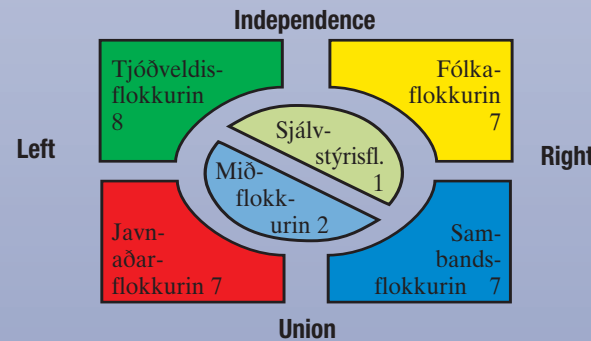 Independence
Tjóðveldis-
flokkurin
8
Fólka-
flokkurin
7
Sjálv-
stýrisfl.
1
Left
Right
Mið-
flokk-
urin 2
Javn-
aðar-
flokkurin 7
Sam-
bands-
flokkurin 7
Union